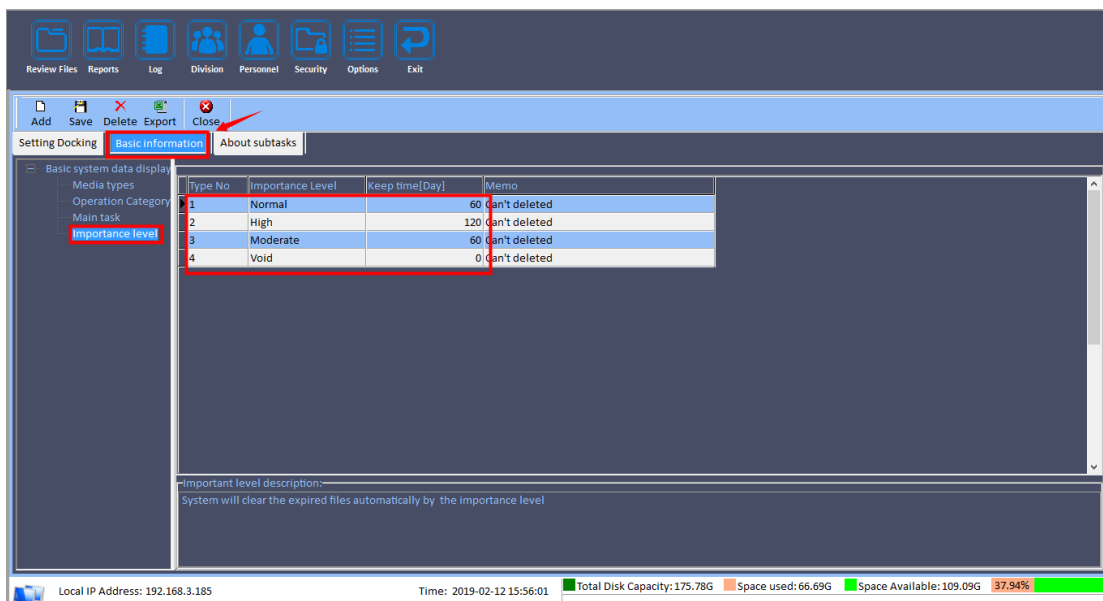 Review Files Reports Log Division Personnel Security Options Exit
Add Save Delete Export Close
Setting Docking Basic information About subtasks
Basic system data display
Media types
Operation Category
Main task
Importance level
Type No Importance Level Keep time[Day] Memo
1 Normal 60 Can't deleted
2 High 120 Can't deleted
3 Moderate 60 Can't deleted
4 Void 0 Can't deleted
Important level description:
System will clear the expired files automatically by the importance level
Local IP Address: 192.168.3.185 Time: 2019-02-12 15:56:01 Total Disk Capacity:175.78G Space used:66.69G Space Available:109.09G 37.94%